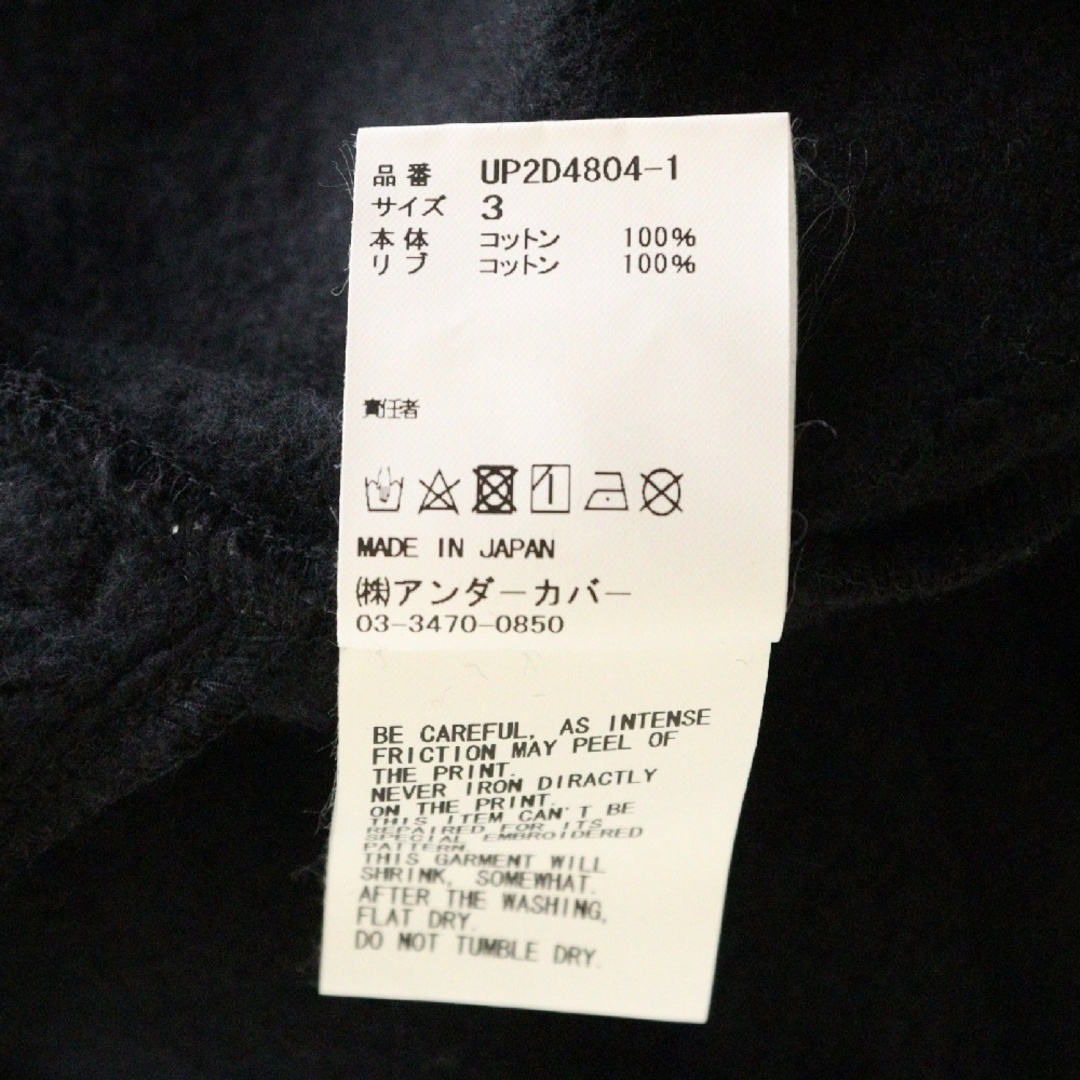 品番 UP2D4804-1
サイズ 3
本体 コットン 100%
リブ コットン 100%
責任者
MADE IN JAPAN
㈱アンダーカバー
03-3470-0850
BE CAREFUL, AS INTENSE
FRICTION MAY PEEL OF
THE PRINT.
NEVER IRON DIRACTLY
ON THE PRINT.
THIS ITEM CAN'T BE
REPAIRED FOR ITS
SPECIAL EMBROIDERED
PATTERN.
THIS GARMENT WILL
SHRINK, SOMEWHAT.
AFTER THE WASHING,
FLAT DRY.
DO NOT TUMBLE DRY.